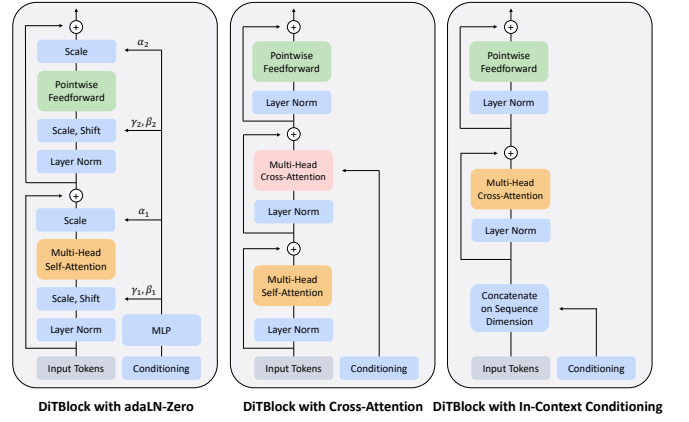 Scale
α₂
Pointwise
Feedforward
Scale, Shift
γ₂, β₂
Layer Norm
Scale
α₁
Multi-Head
Self-Attention
Scale, Shift
γ₁, β₁
Layer Norm
MLP
Input Tokens
Conditioning
DiTBlock with adaLN-Zero
Pointwise
Feedforward
Layer Norm
Multi-Head
Cross-Attention
Layer Norm
Multi-Head
Self-Attention
Layer Norm
Input Tokens
Conditioning
DiTBlock with Cross-Attention
Pointwise
Feedforward
Layer Norm
Multi-Head
Cross-Attention
Layer Norm
Concatenate
on Sequence
Dimension
Input Tokens
Conditioning
DiTBlock with In-Context Conditioning